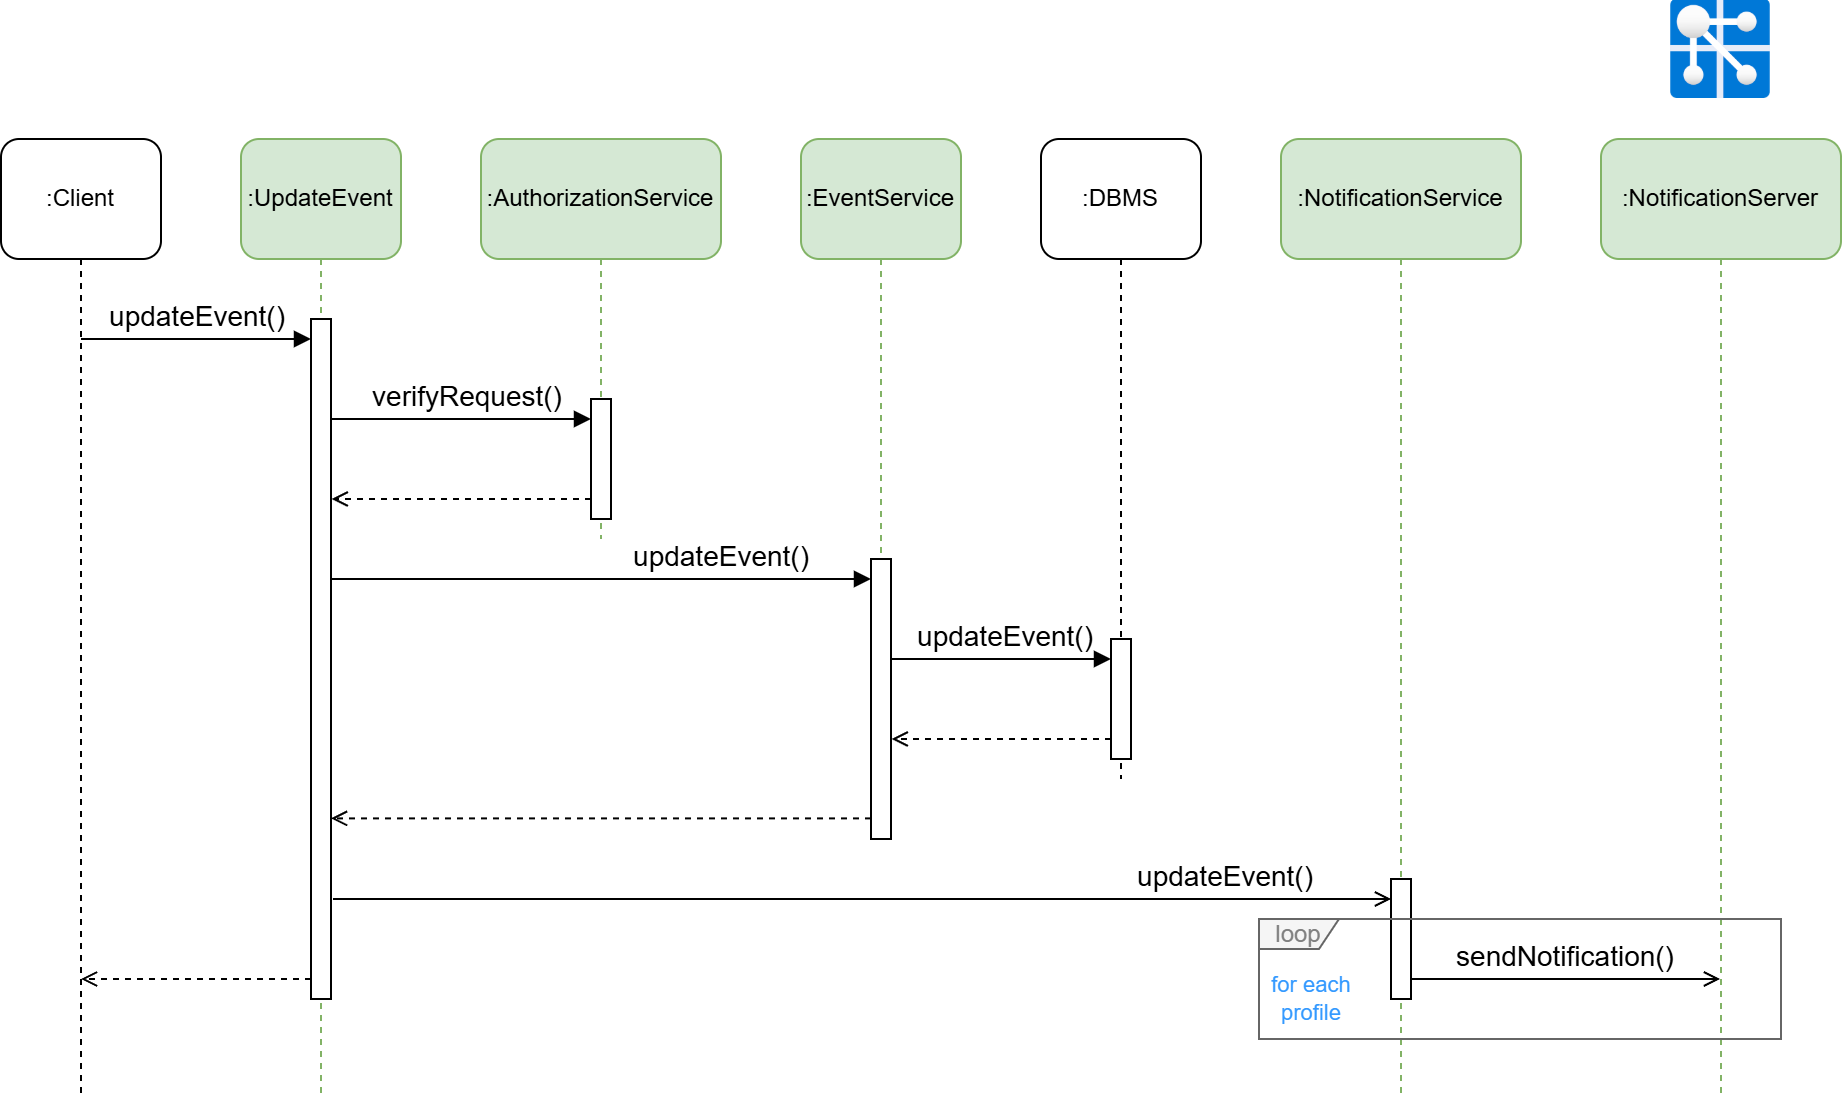 :Client
:UpdateEvent
:AuthorizationService
:EventService
:DBMS
:NotificationService
:NotificationServer
updateEvent()
verifyRequest()
updateEvent()
updateEvent()
updateEvent()
loop
sendNotification()
for each
profile